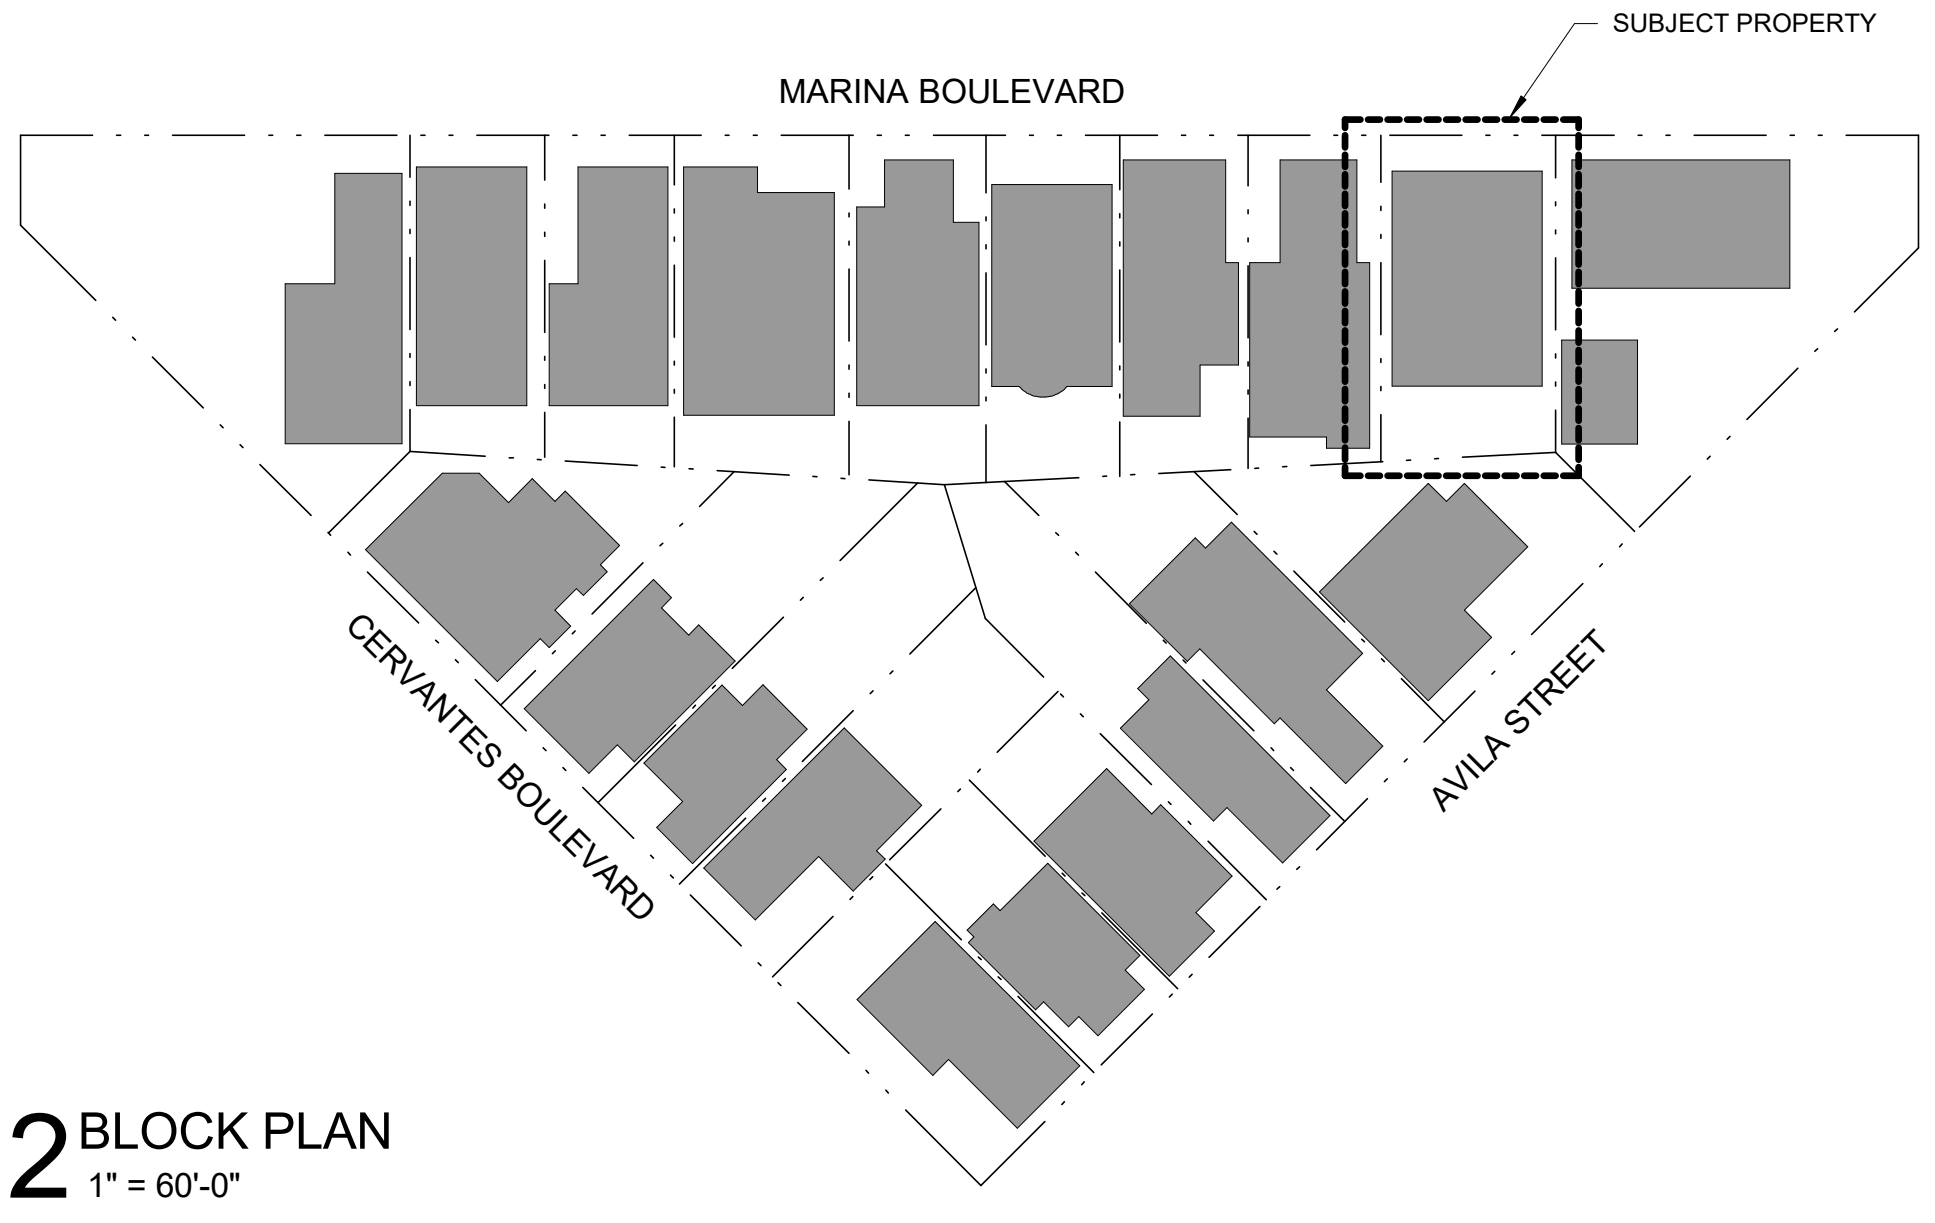 SUBJECT PROPERTY
MARINA BOULEVARD
CERVANTES BOULEVARD
AVILA STREET
2 BLOCK PLAN
1" = 60'-0"